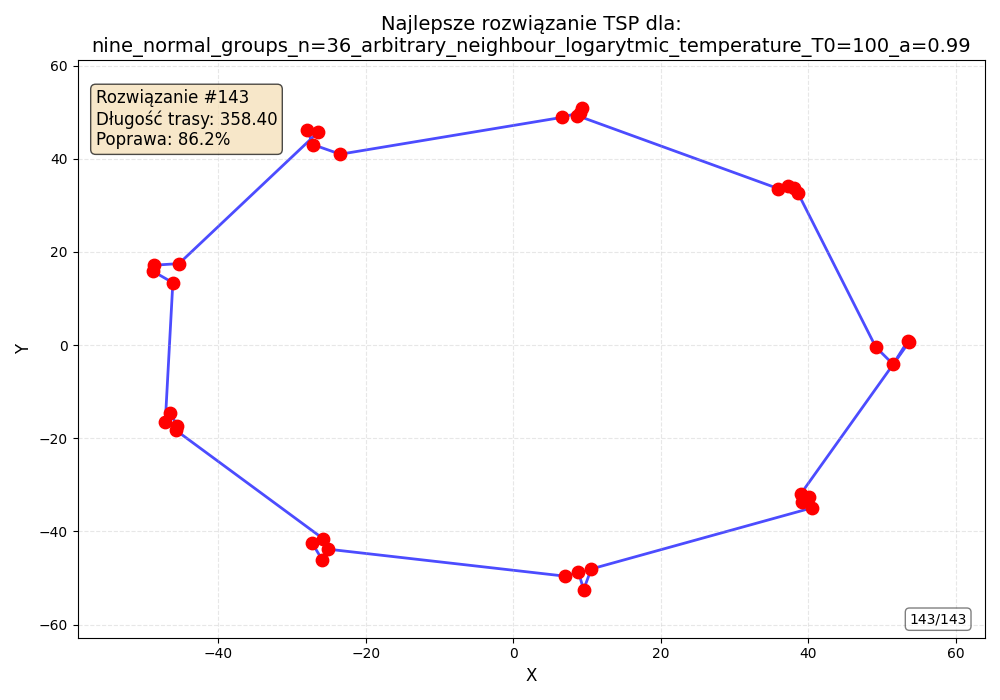 Najlepsze rozwiązanie TSP dla:
nine_normal_groups_n=36_arbitrary_neighbour_logarytmic_temperature_T0=100_a=0.99
Rozwiązanie #143
Długość trasy: 358.40
Poprawa: 86.2%
60
40
20
0
−20
−40
−60
Y
143/143
−40
−20
0
20
40
60
X